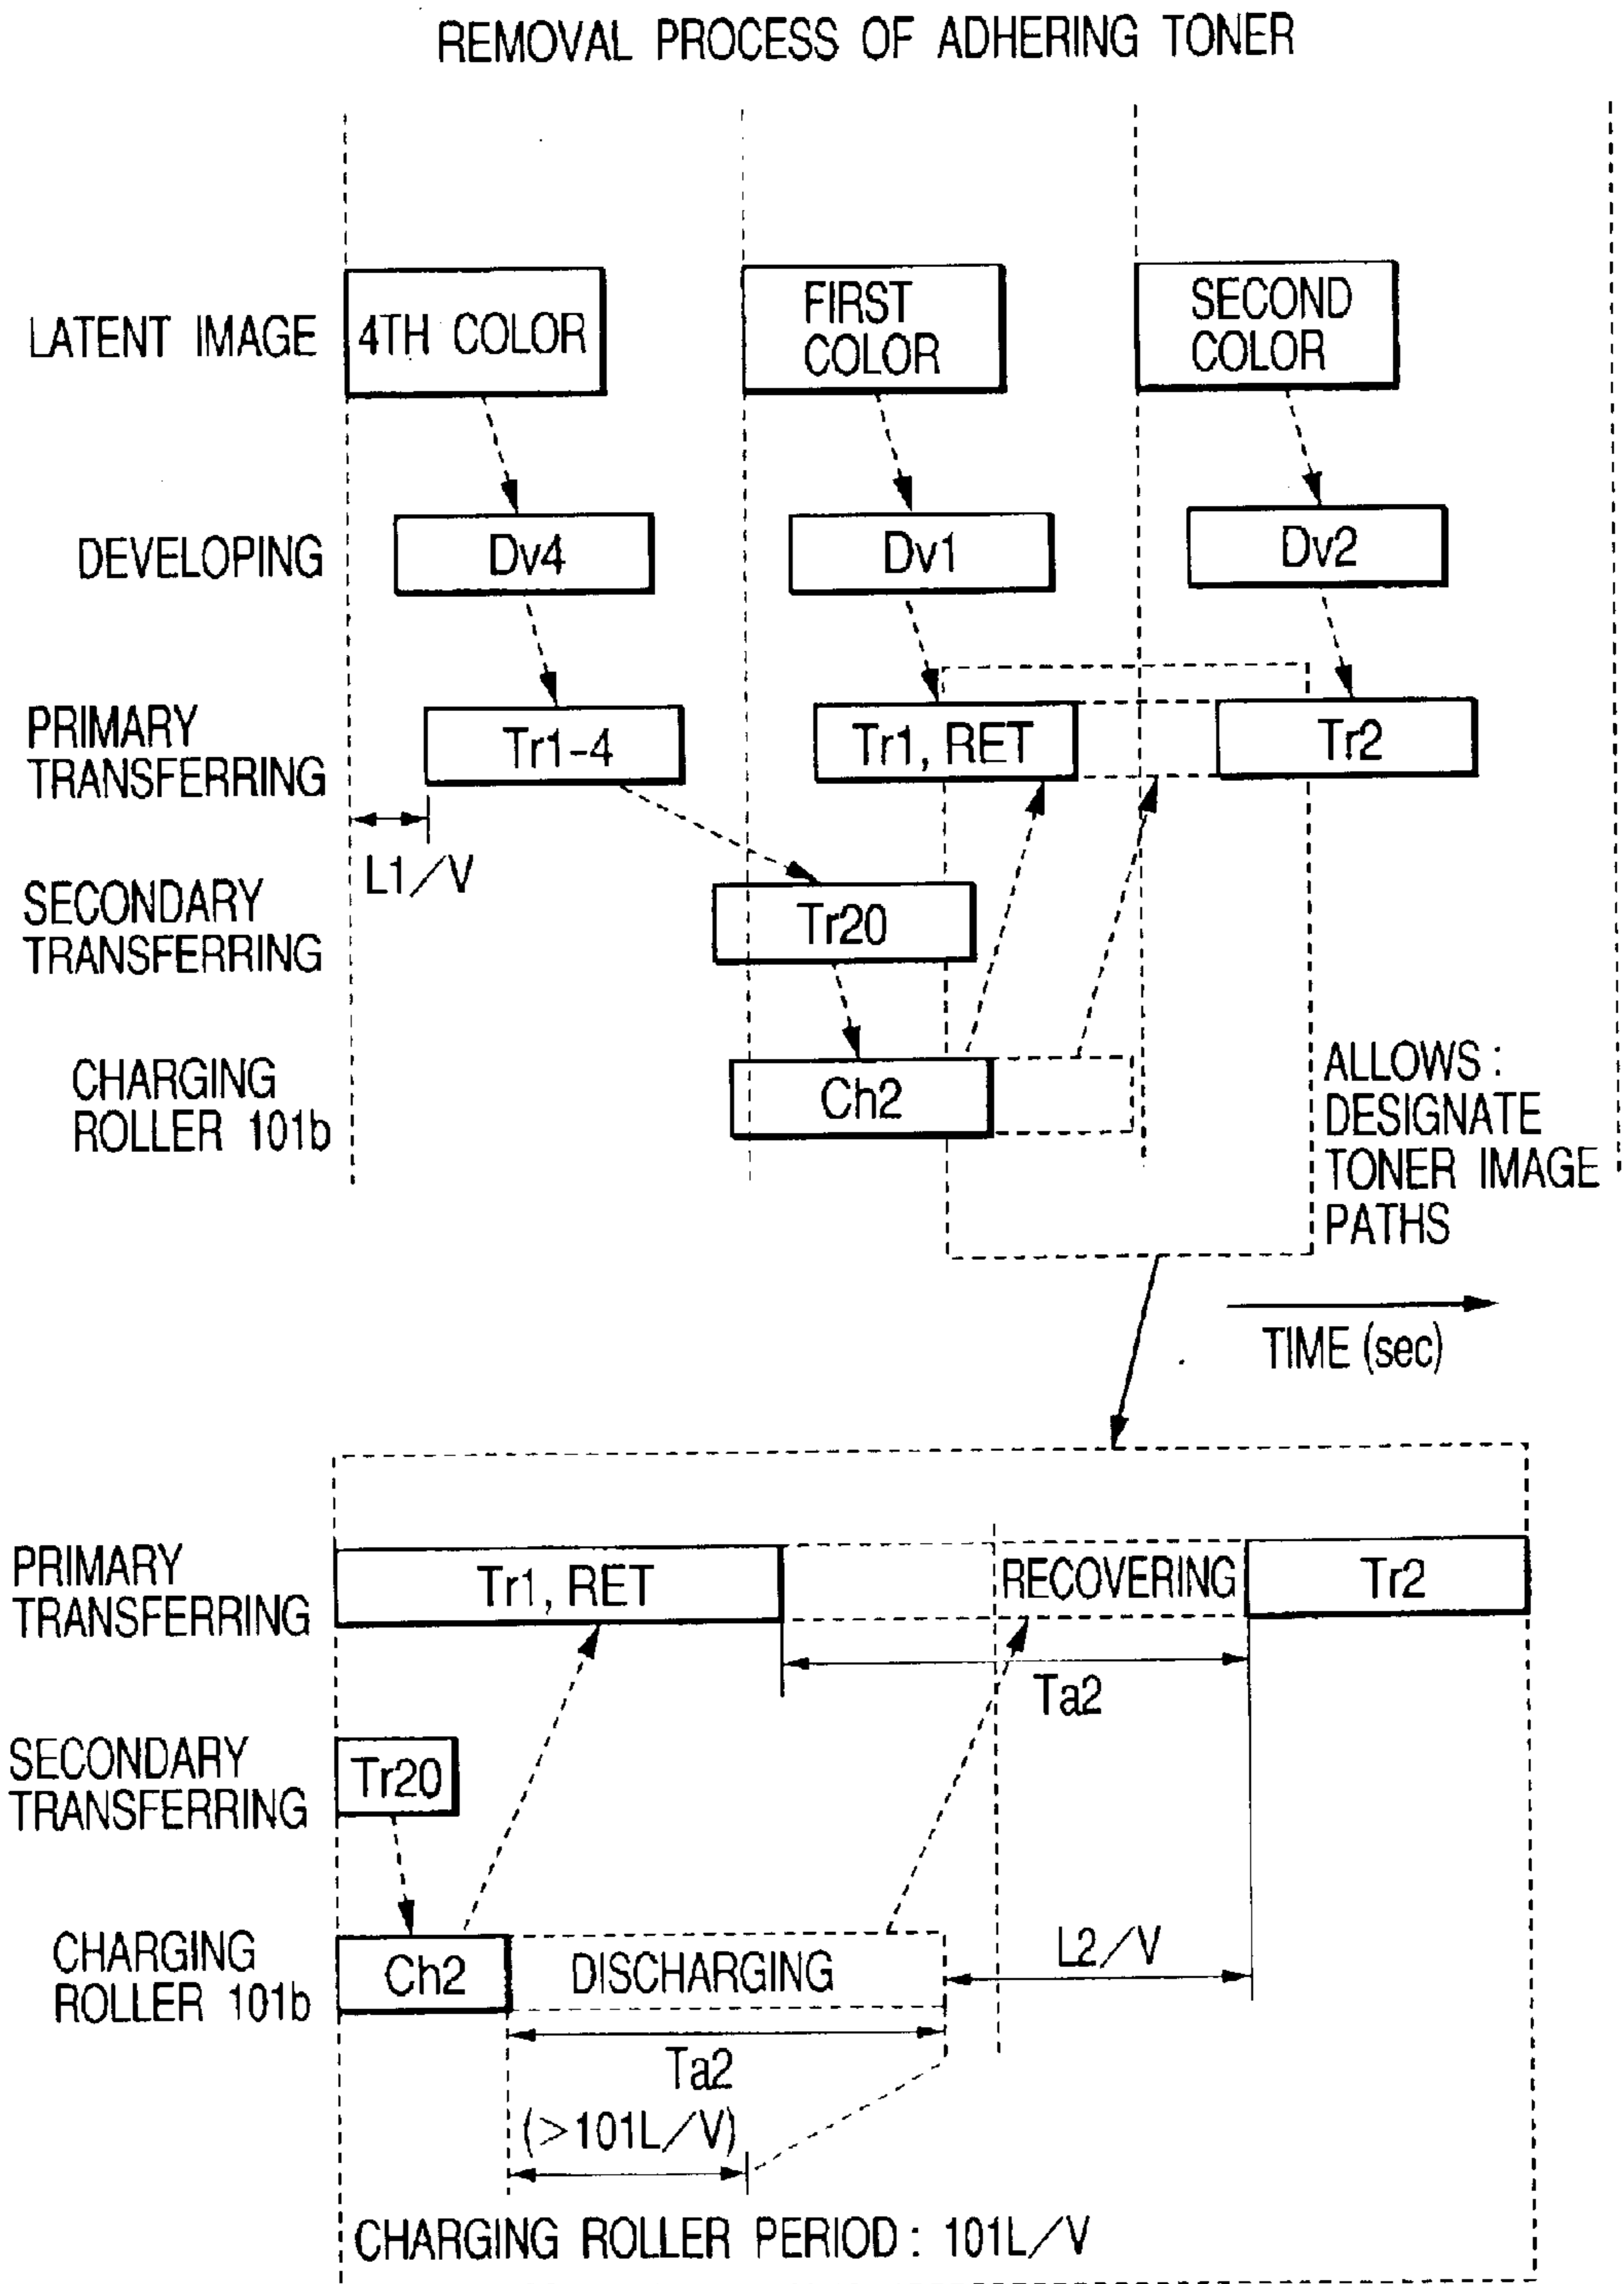 REMOVAL PROCESS OF ADHERING TONER
LATENT IMAGE
4TH COLOR
FIRST
COLOR
SECOND
COLOR
DEVELOPING
Dv4
Dv1
Dv2
PRIMARY
TRANSFERRING
Tr1-4
Tr1, RET
Tr2
L1/V
SECONDARY
TRANSFERRING
Tr20
CHARGING
ROLLER 101b
Ch2
ALLOWS :
DESIGNATE
TONER IMAGE
PATHS
TIME (sec)
PRIMARY
TRANSFERRING
Tr1, RET
RECOVERING
Tr2
Ta2
SECONDARY
TRANSFERRING
Tr20
CHARGING
ROLLER 101b
Ch2
DISCHARGING
L2/V
Ta2
(>101L/V)
CHARGING ROLLER PERIOD : 101L/V